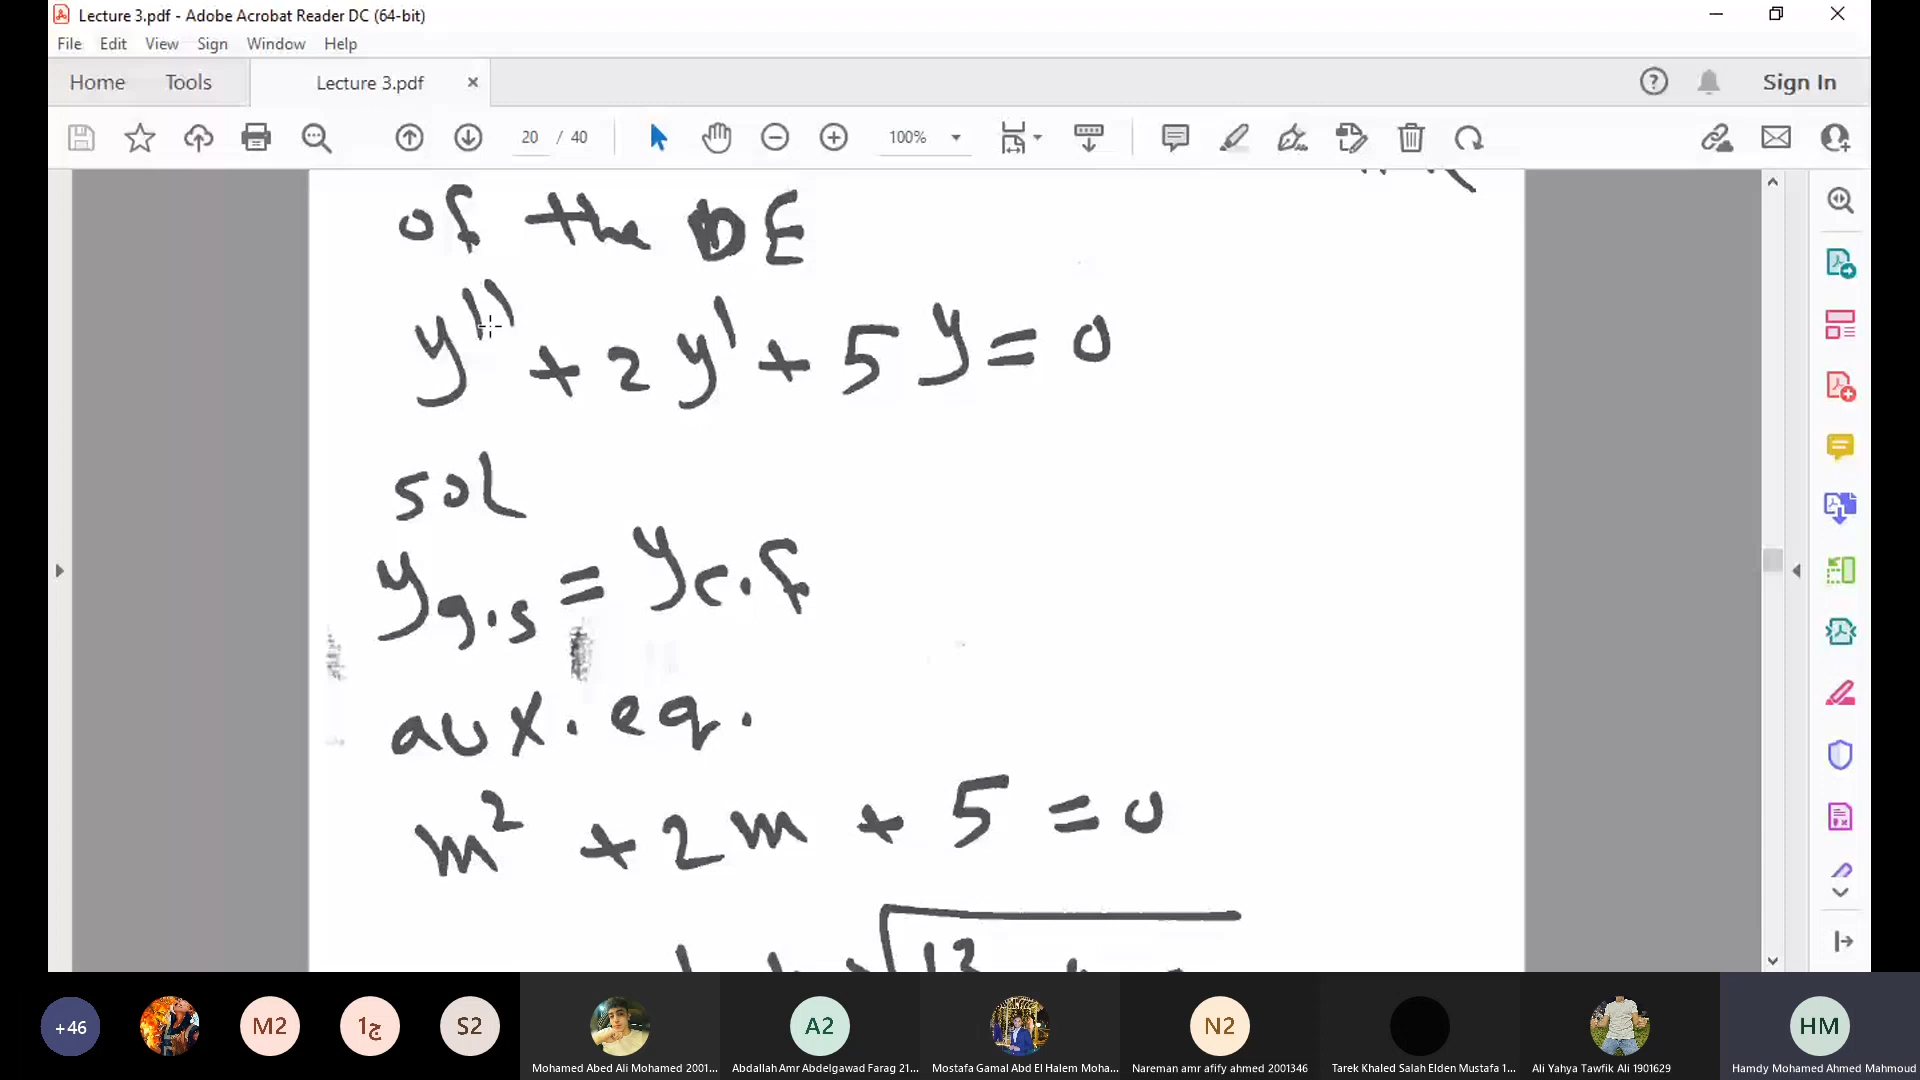 Lecture 3.pdf - Adobe Acrobat Reader DC (64-bit)
File Edit View Sign Window Help
Home Tools Lecture 3.pdf × Sign In
20 / 40 100%
of the DE
y'' + 2y' + 5y = 0
sol
y g.s = y c.f
aux. eq.
m² + 2m + 5 = 0
+46
M2
ج1
S2
Mohamed Abed Ali Mohamed 2001...
A2
Abdallah Amr Abdelgawad Farag 21...
Mostafa Gamal Abd El Halem Moha...
N2
Nareman amr afify ahmed 2001346
Tarek Khaled Salah Elden Mustafa 1...
Ali Yahya Tawfik Ali 1901629
HM
Hamdy Mohamed Ahmed Mahmoud